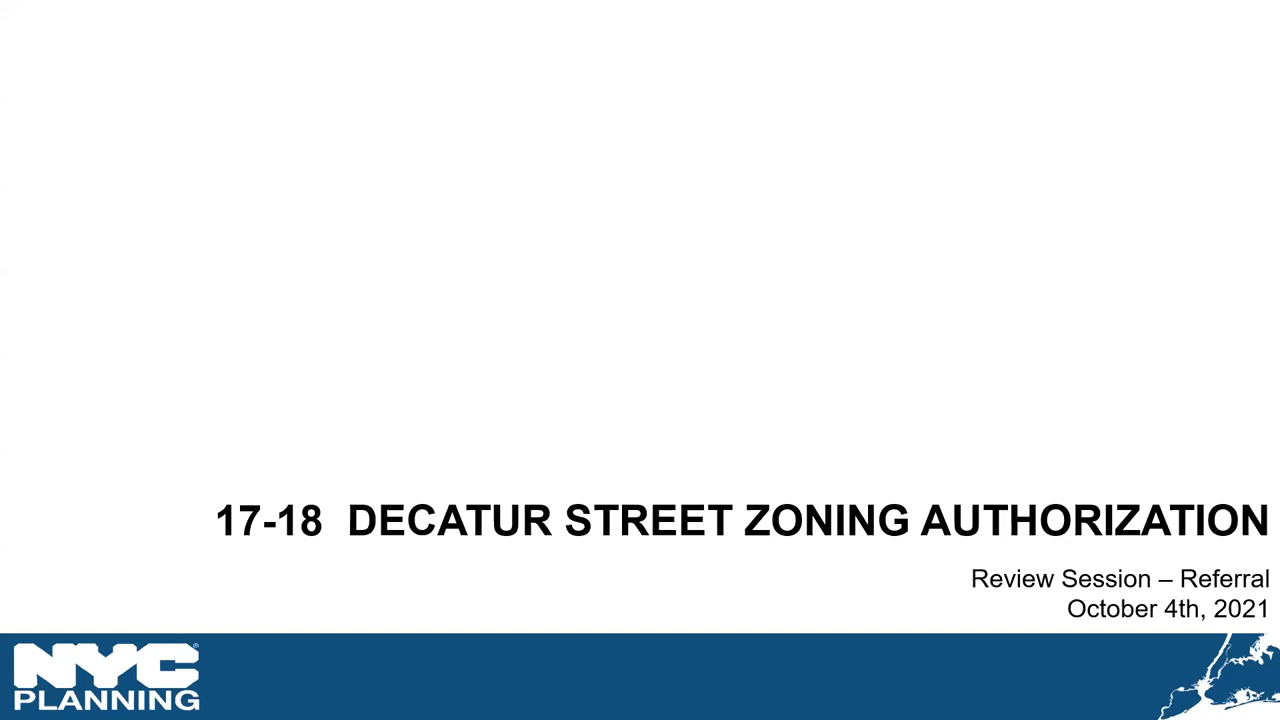 17-18 DECATUR STREET ZONING AUTHORIZATION
Review Session – Referral
October 4th, 2021
NYC®
PLANNING